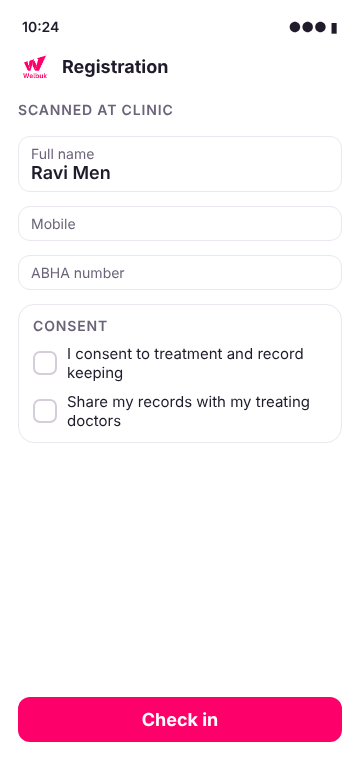 10:24
Welbuk
Registration
SCANNED AT CLINIC
Full name
Ravi Men
Mobile
ABHA number
CONSENT
I consent to treatment and record
keeping
Share my records with my treating
doctors
Check in